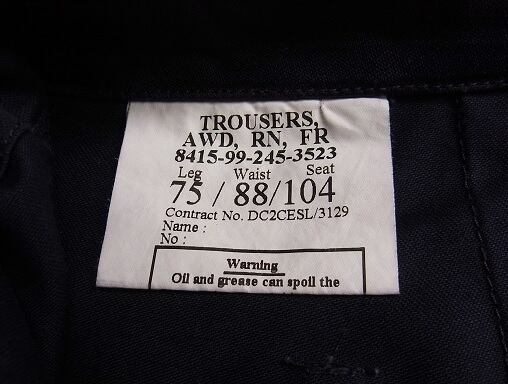 TROUSERS,
AWD, RN, FR
8415-99-245-3523
Leg Waist Seat
75 / 88/104
Contract No. DC2CESL/3129
Name :
No :
Warning
Oil and grease can spoil the